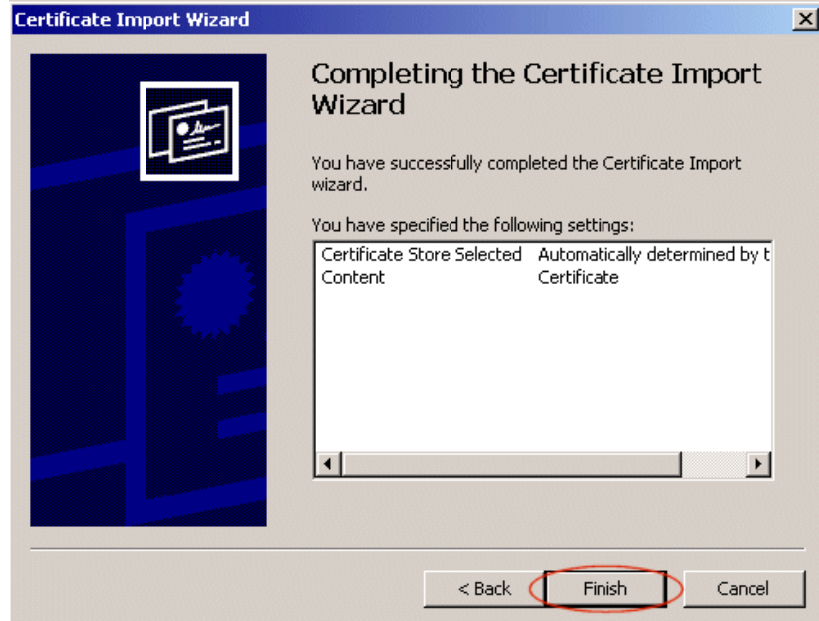 Certificate Import Wizard
Completing the Certificate Import
Wizard
You have successfully completed the Certificate Import
wizard.
You have specified the following settings:
Certificate Store Selected Automatically determined by t
Content Certificate
< Back Finish Cancel